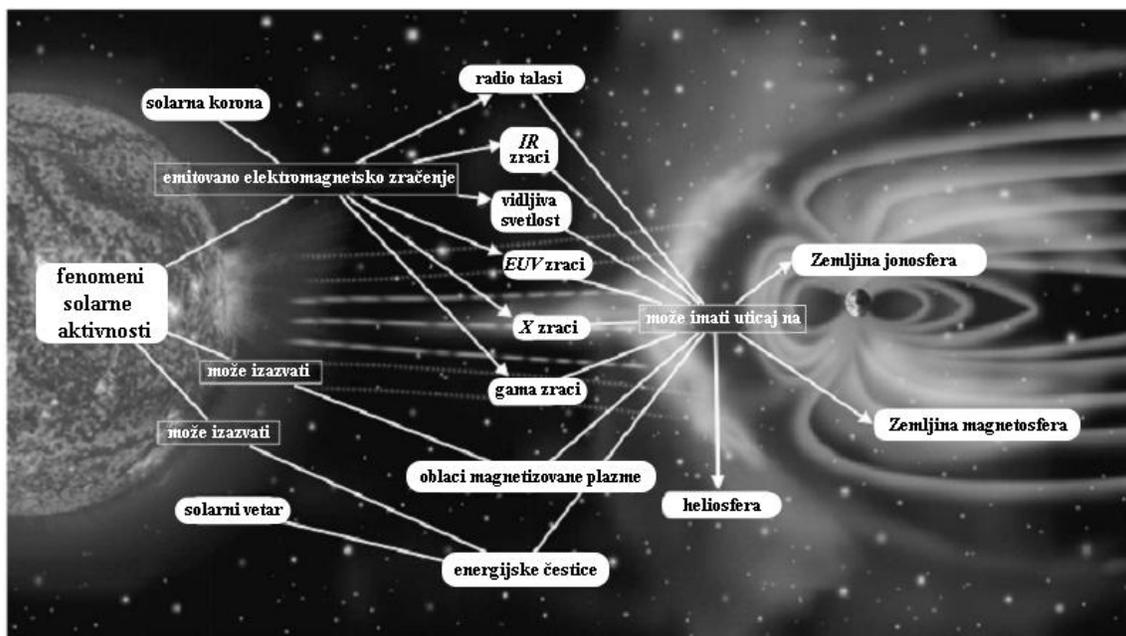 radio talasi
solarna korona
IR
zraci
emitovano elektromagnetsko zračenje
vidljiva
svetlost
EUV zraci
Zemljina jonosfera
fenomeni
solarne
aktivnosti
X zraci
može imati uticaj na
može izazvati
gama zraci
može izazvati
Zemljina magnetosfera
oblaci magnetizovane plazme
heliosfera
solarni vetar
energijske čestice